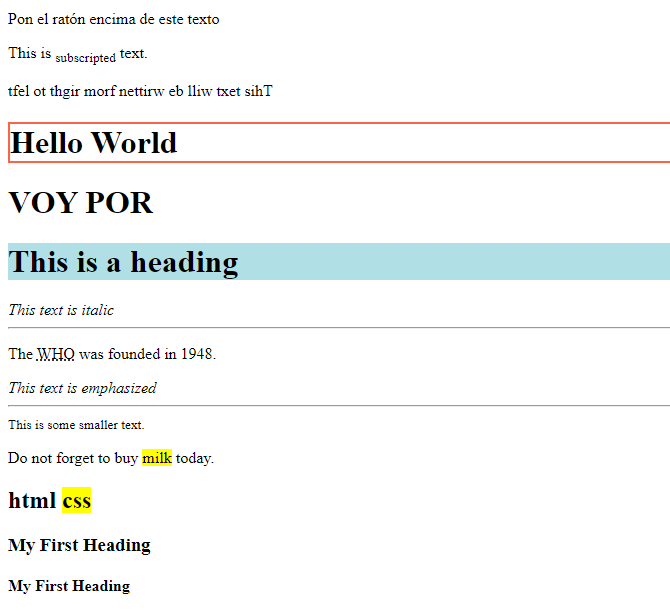 Pon el ratón encima de este texto
This is subscripted text.
tfel ot thgir morf nettirw eb lliw txet sihT
Hello World
VOY POR
This is a heading
This text is italic
The WHO was founded in 1948.
This text is emphasized
This is some smaller text.
Do not forget to buy milk today.
html css
My First Heading
My First Heading